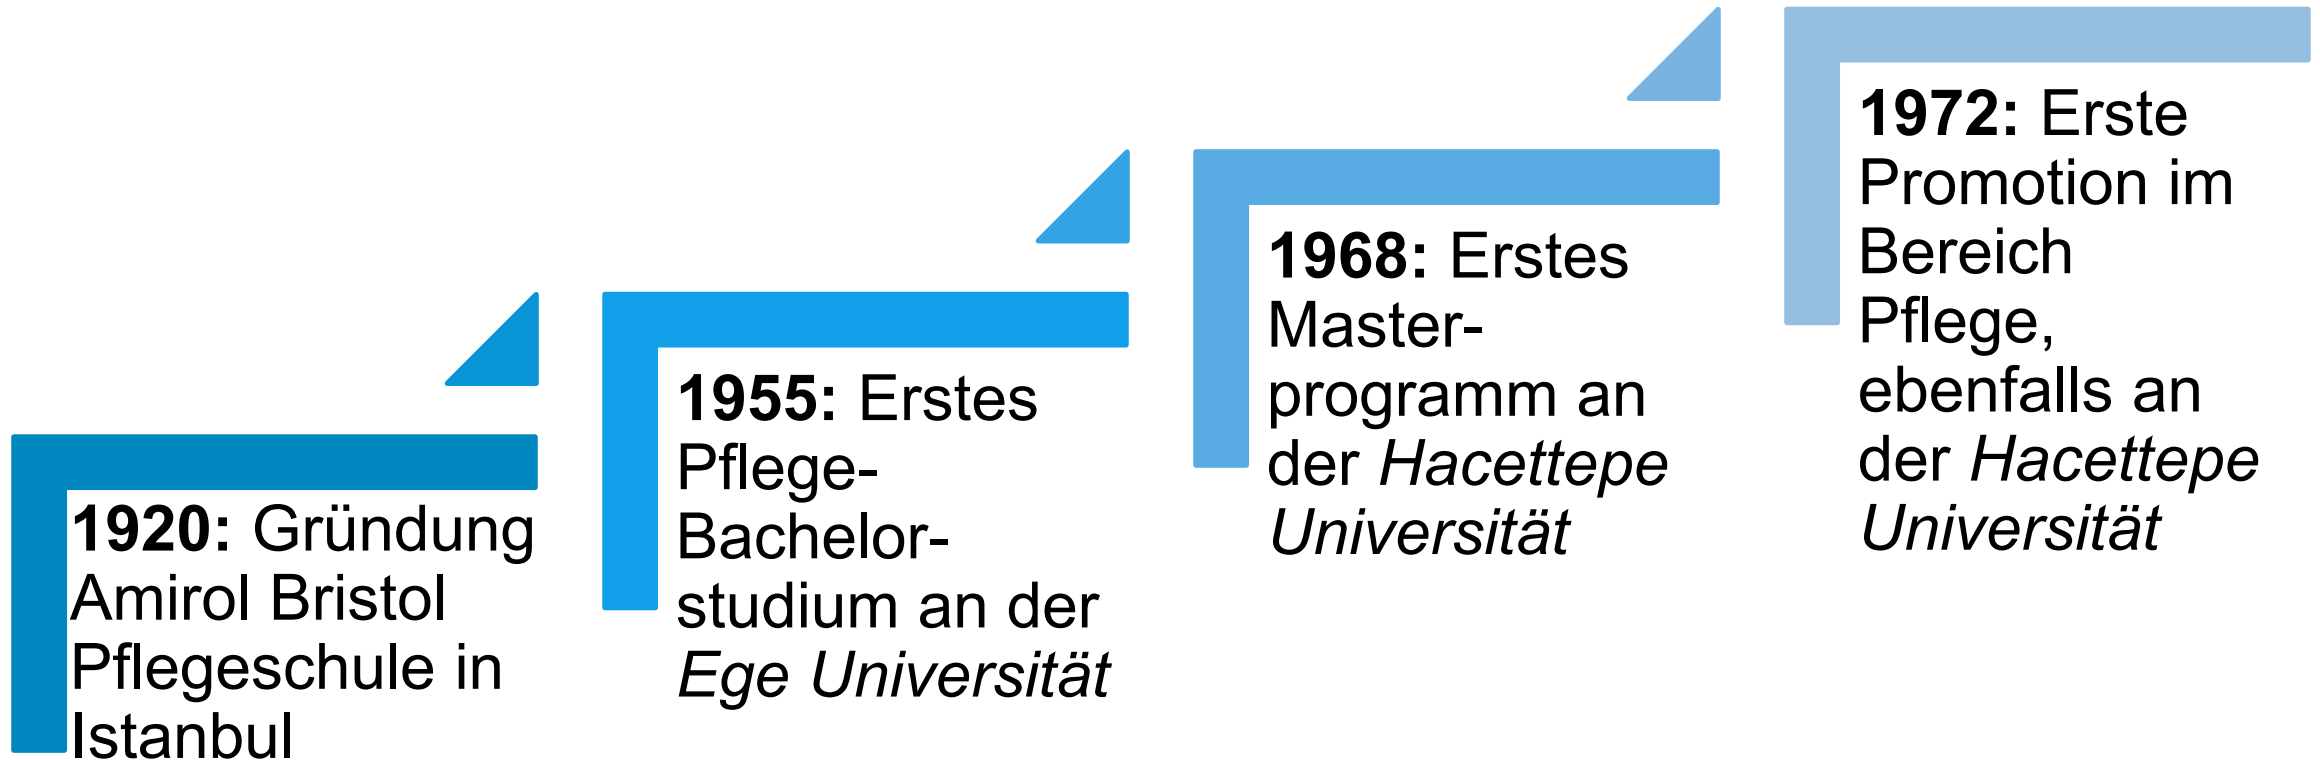 1920: Gründung
Amirol Bristol
Pflegeschule in
Istanbul
1955: Erstes
Pflege-
Bachelor-
studium an der
Ege Universität
1968: Erstes
Master-
programm an
der Hacettepe
Universität
1972: Erste
Promotion im
Bereich
Pflege,
ebenfalls an
der Hacettepe
Universität